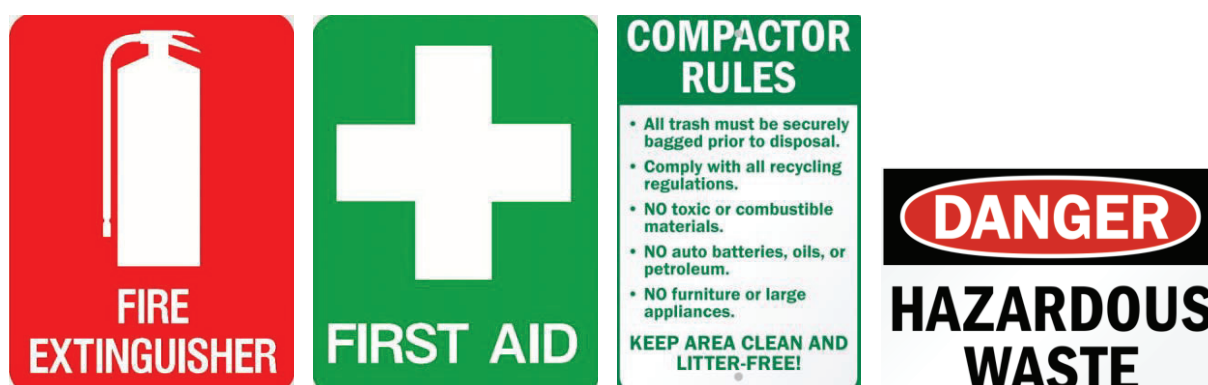 FIRE
EXTINGUISHER
FIRST AID
COMPACTOR
RULES
• All trash must be securely
bagged prior to disposal.
• Comply with all recycling
regulations.
• NO toxic or combustible
materials.
• NO auto batteries, oils, or
petroleum.
• NO furniture or large
appliances.
KEEP AREA CLEAN AND
LITTER-FREE!
DANGER
HAZARDOUS
WASTE